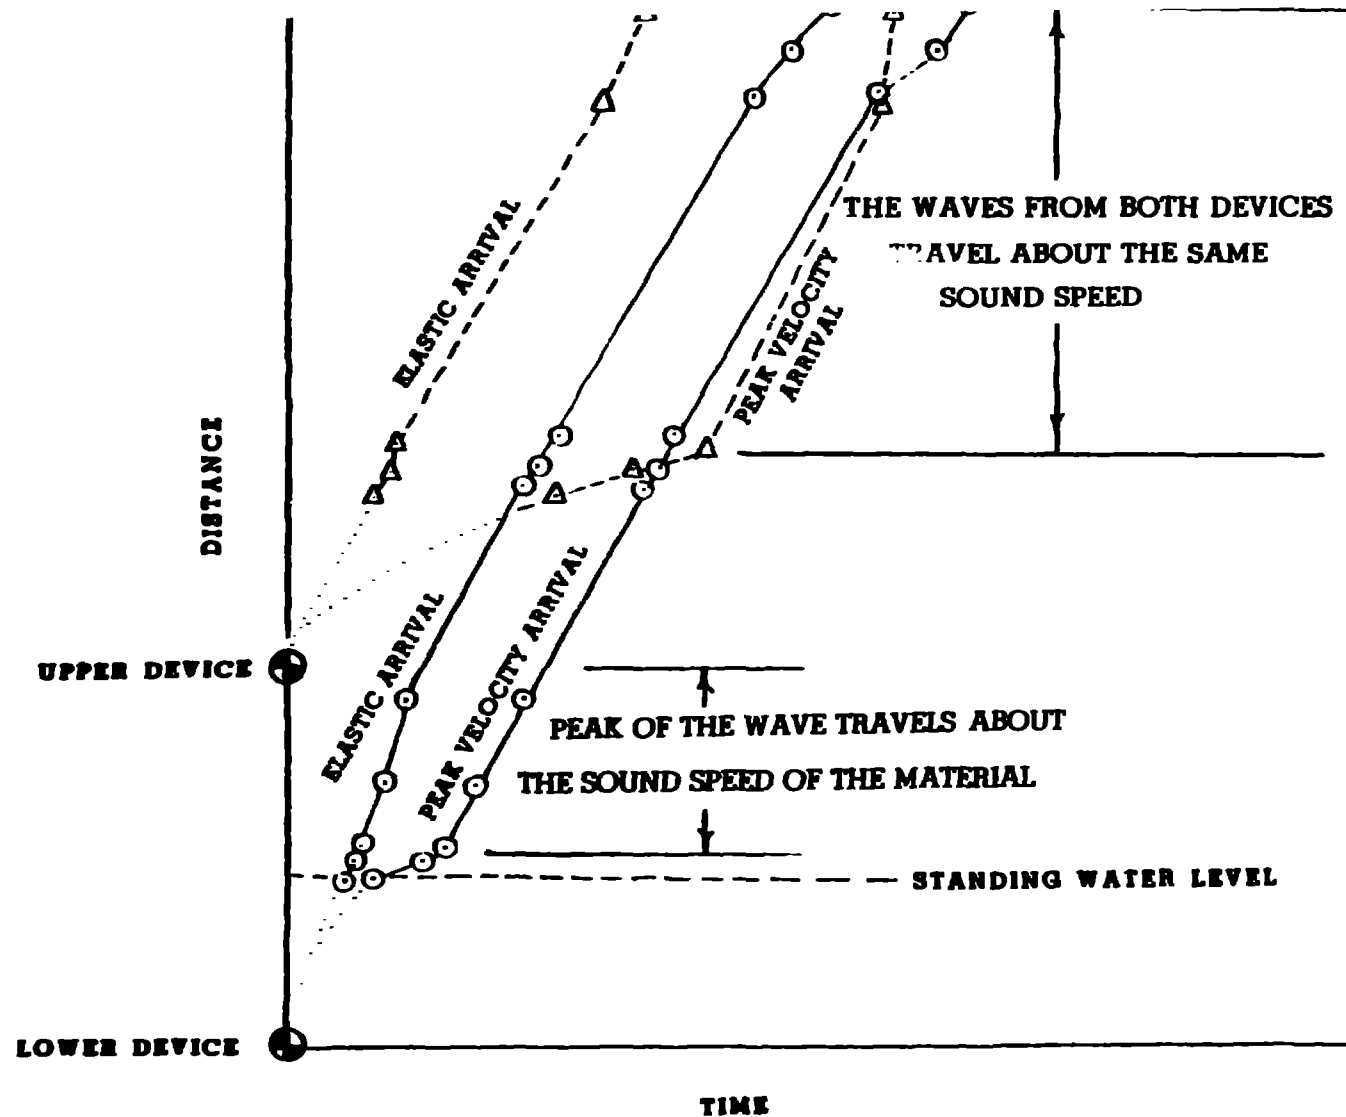 THE WAVES FROM BOTH DEVICES
TRAVEL ABOUT THE SAME
SOUND SPEED
ELASTIC ARRIVAL
PEAK VELOCITY
ARRIVAL
DISTANCE
ELASTIC ARRIVAL
PEAK VELOCITY ARRIVAL
UPPER DEVICE
PEAK OF THE WAVE TRAVELS ABOUT
THE SOUND SPEED OF THE MATERIAL
STANDING WATER LEVEL
LOWER DEVICE
TIME